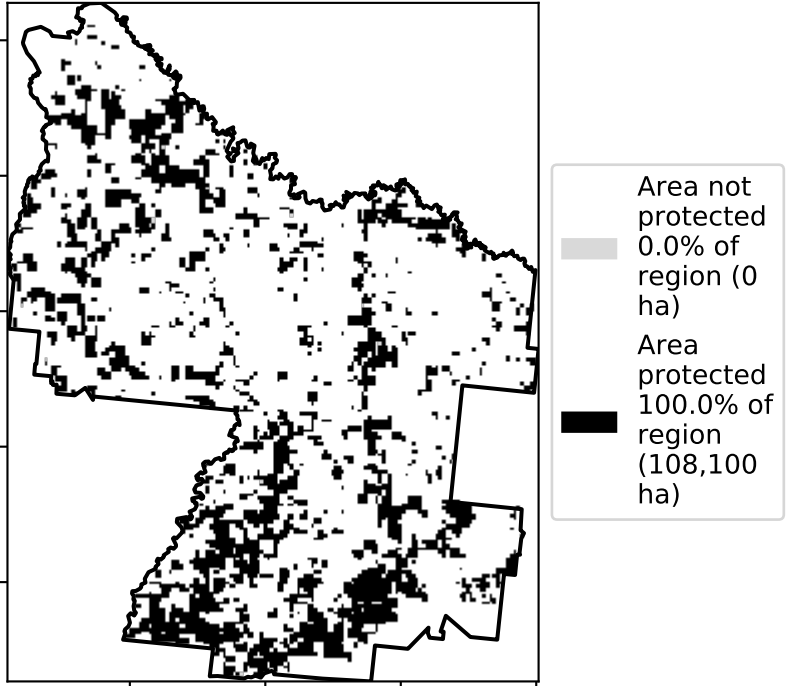 Area not
protected
0.0% of
region (0
ha)
Area
protected
100.0% of
region
(108,100
ha)